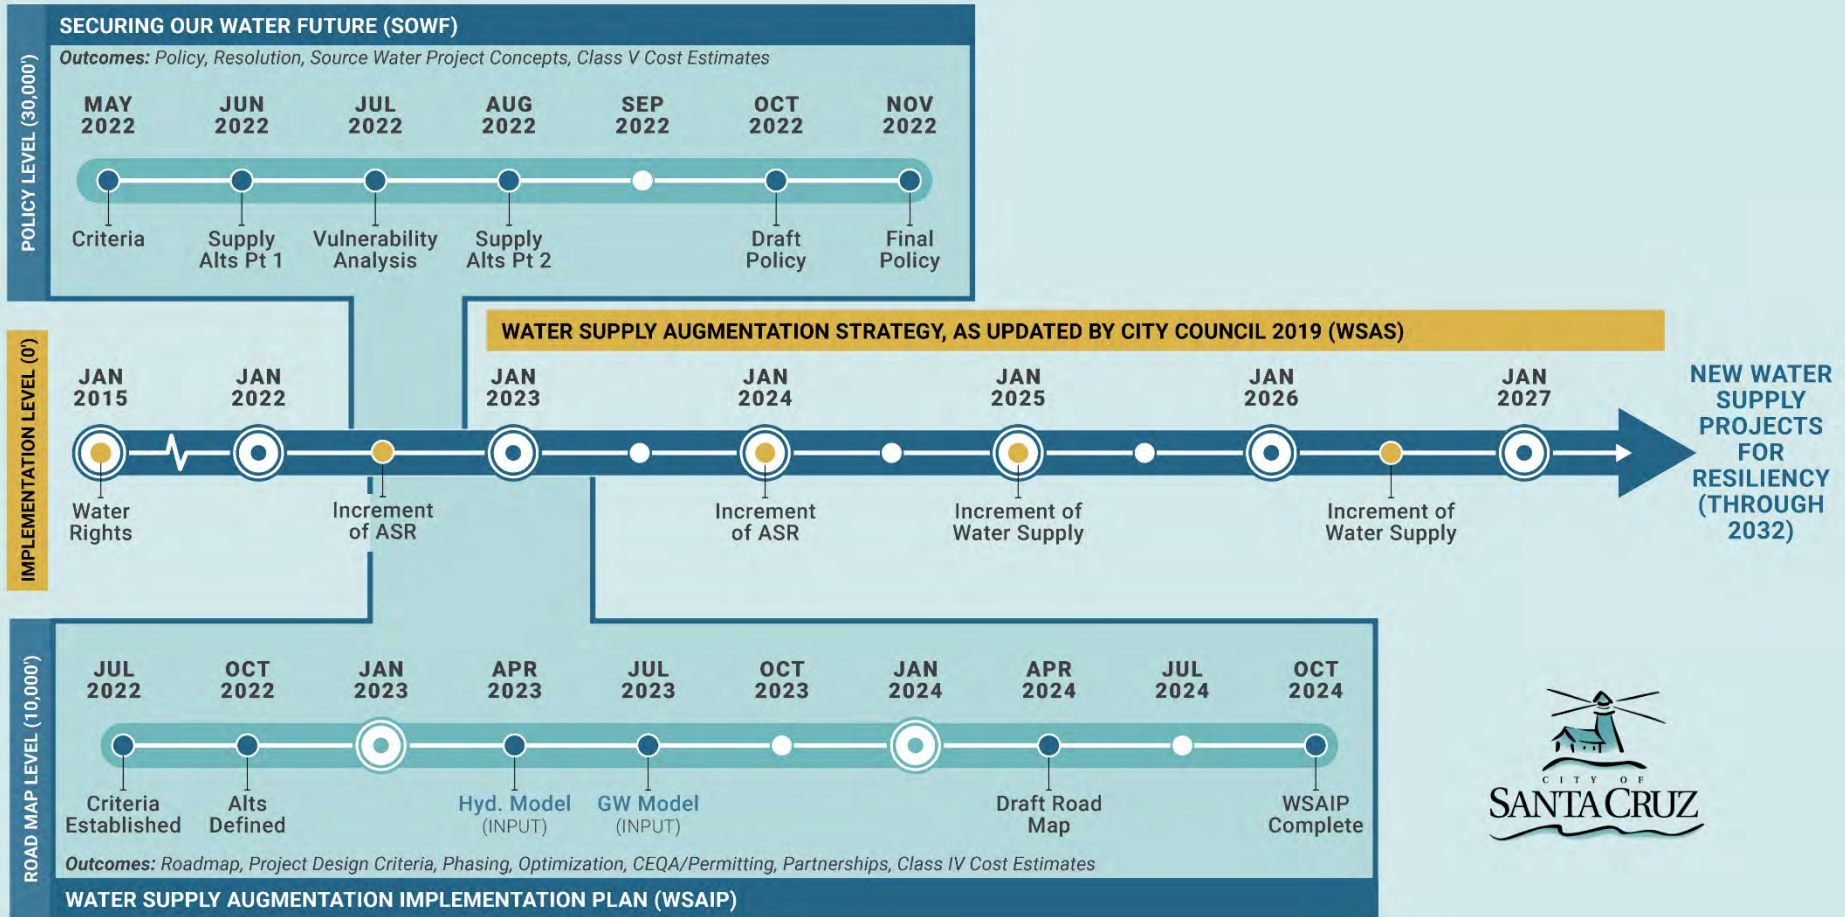 SECURING OUR WATER FUTURE (SOWF)
Outcomes: Policy, Resolution, Source Water Project Concepts, Class V Cost Estimates
POLICY LEVEL (30,000')
MAY
2022
JUN
2022
JUL
2022
AUG
2022
SEP
2022
OCT
2022
NOV
2022
Criteria
Supply
Alts Pt 1
Vulnerability
Analysis
Supply
Alts Pt 2
Draft
Policy
Final
Policy
WATER SUPPLY AUGMENTATION STRATEGY, AS UPDATED BY CITY COUNCIL 2019 (WSAS)
IMPLEMENTATION LEVEL (0')
JAN
2015
JAN
2022
JAN
2023
JAN
2024
JAN
2025
JAN
2026
JAN
2027
Water
Rights
Increment
of ASR
Increment
of ASR
Increment of
Water Supply
Increment of
Water Supply
NEW WATER
SUPPLY
PROJECTS
FOR
RESILIENCY
(THROUGH
2032)
ROAD MAP LEVEL (10,000')
JUL
2022
OCT
2022
JAN
2023
APR
2023
JUL
2023
OCT
2023
JAN
2024
APR
2024
JUL
2024
OCT
2024
Criteria
Established
Alts
Defined
Hyd. Model
(INPUT)
GW Model
(INPUT)
Draft Road
Map
WSAIP
Complete
Outcomes: Roadmap, Project Design Criteria, Phasing, Optimization, CEQA/Permitting, Partnerships, Class IV Cost Estimates
WATER SUPPLY AUGMENTATION IMPLEMENTATION PLAN (WSAIP)
CITY OF
SANTA CRUZ